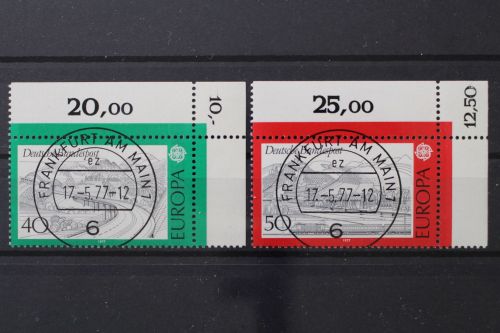 20,00
10,
Deutsche Bundespost
FRANKFURT AM MAIN 1
ez
17.-5.77-12
6
40
1977
EUROPA
25,00
12,50
Deutsche Bundespost
FRANKFURT AM MAIN 1
ez
17.-5.77-12
6
50
1977
EUROPA